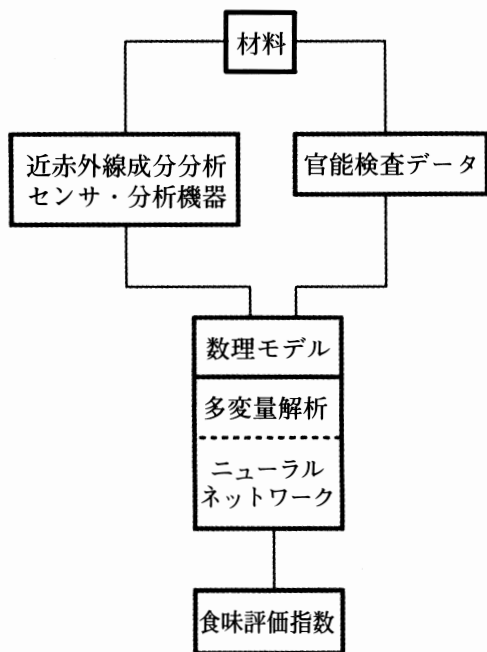 材料
近赤外線成分分析
センサ・分析機器
官能検査データ
数理モデル
多変量解析
ニューラル
ネットワーク
食味評価指数